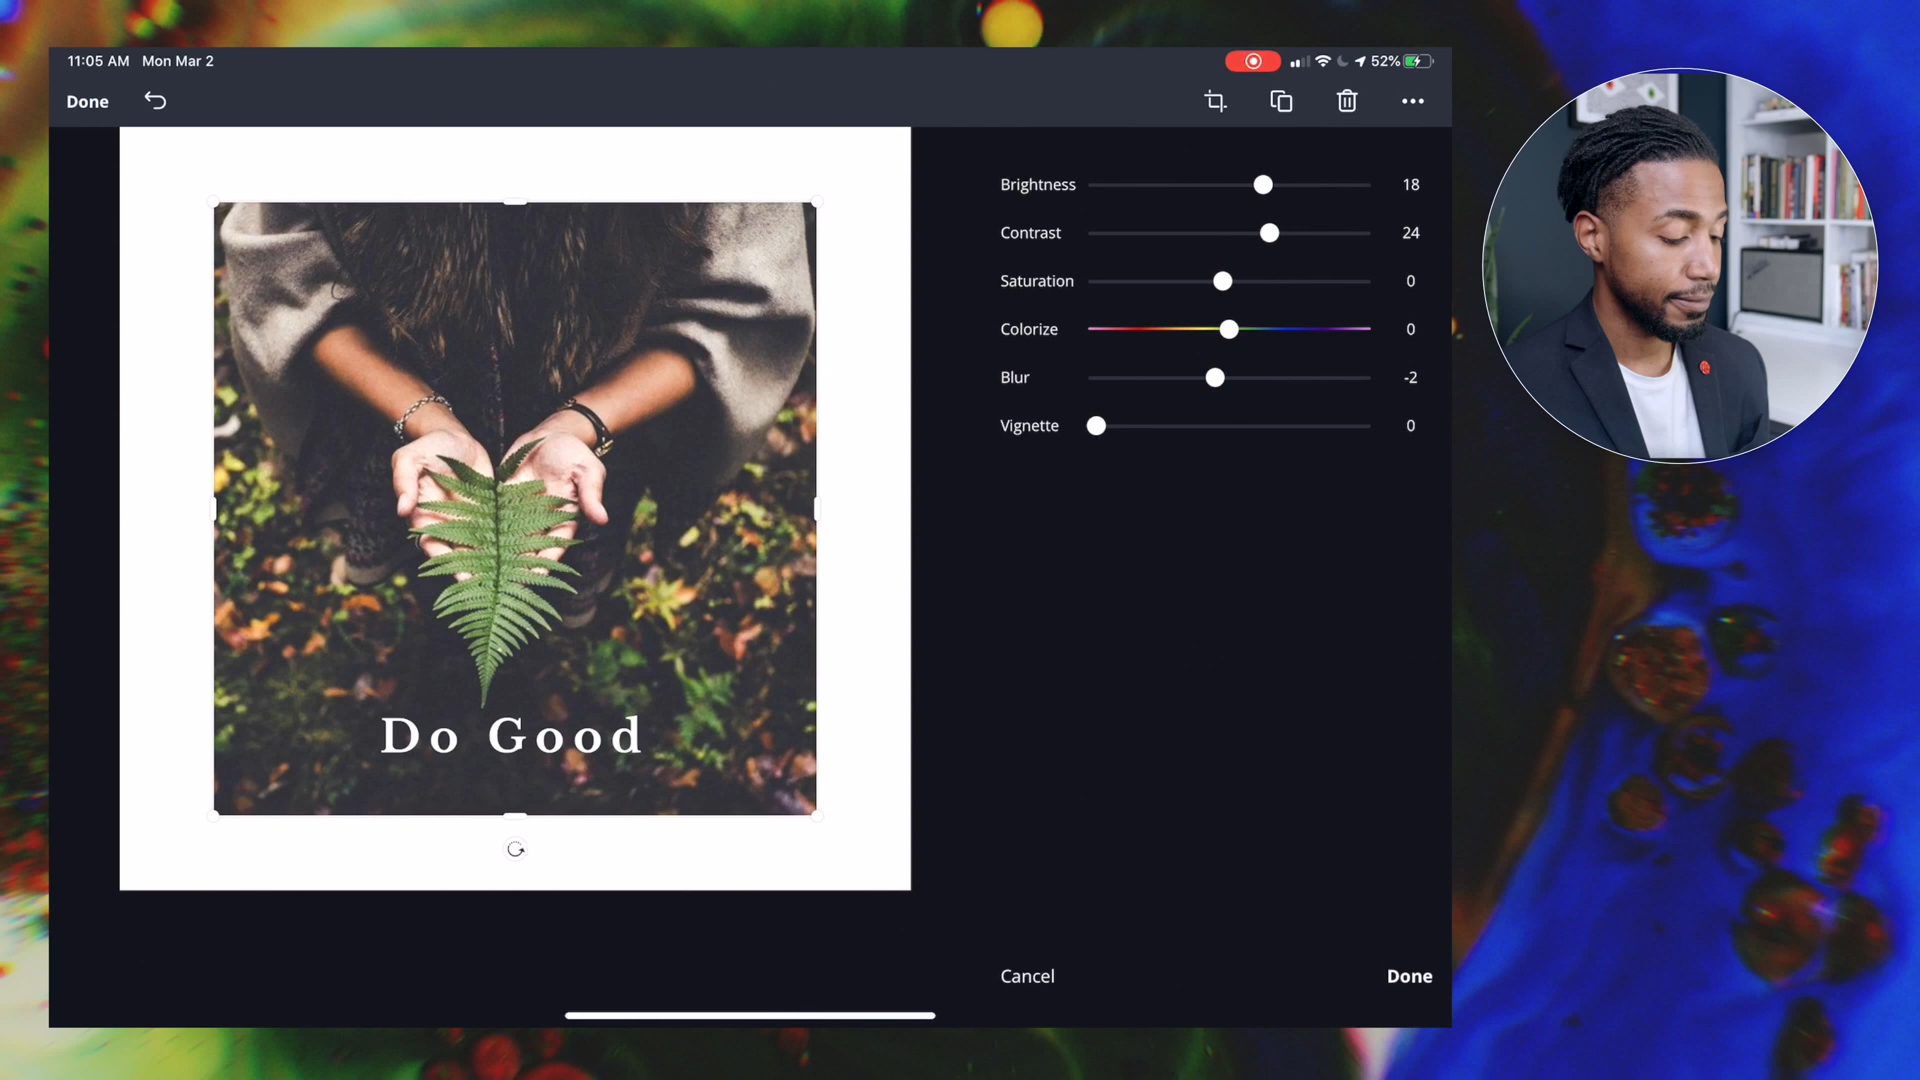 11:05 AM Mon Mar 2
52%
Done
Brightness 18
Contrast 24
Saturation 0
Colorize 0
Blur -2
Vignette 0
Do Good
Cancel Done